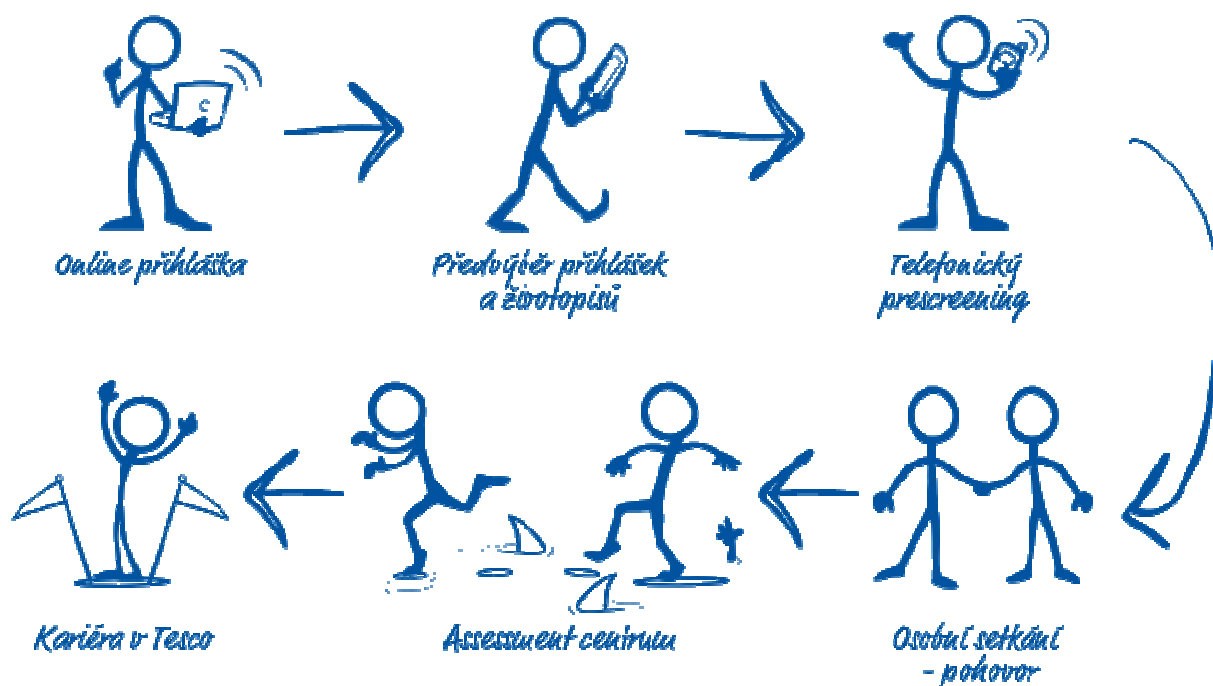 Online přihláška
Předvýběr přihlášek
a životopisů
Telefonický
prescreening
Osobní setkání
- pohovor
Assessment centrum
Kariéra v Tesco